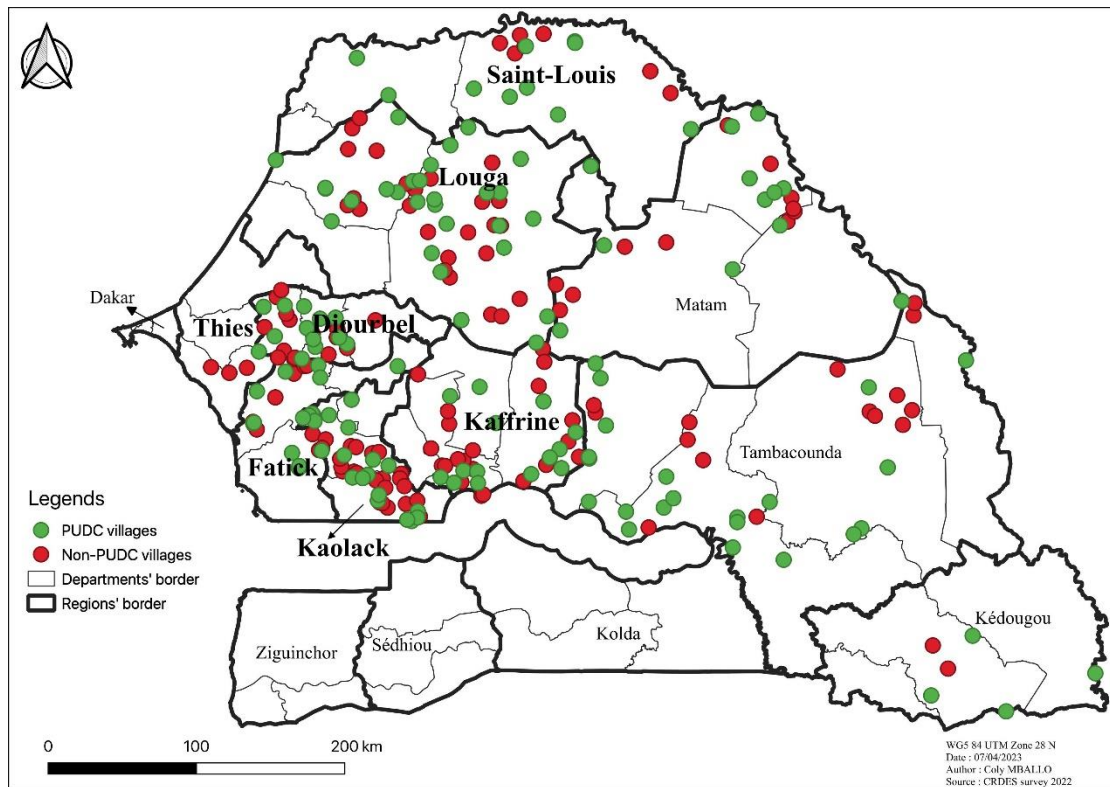 Saint-Louis
Louga
Dakar
Matam
Thies
Diourbel
Kaffrine
Tambacounda
Fatick
Legends
PUDC villages
Non-PUDC villages
Kaolack
Departments' border
Regions' border
Kédougou
Kolda
Sédhiou
Ziguinchor
0
100
200 km
WG5 84 UTM Zone 28 N
Date : 07/04/2023
Author : Coly MBALLO
Source : CRDES survey 2022